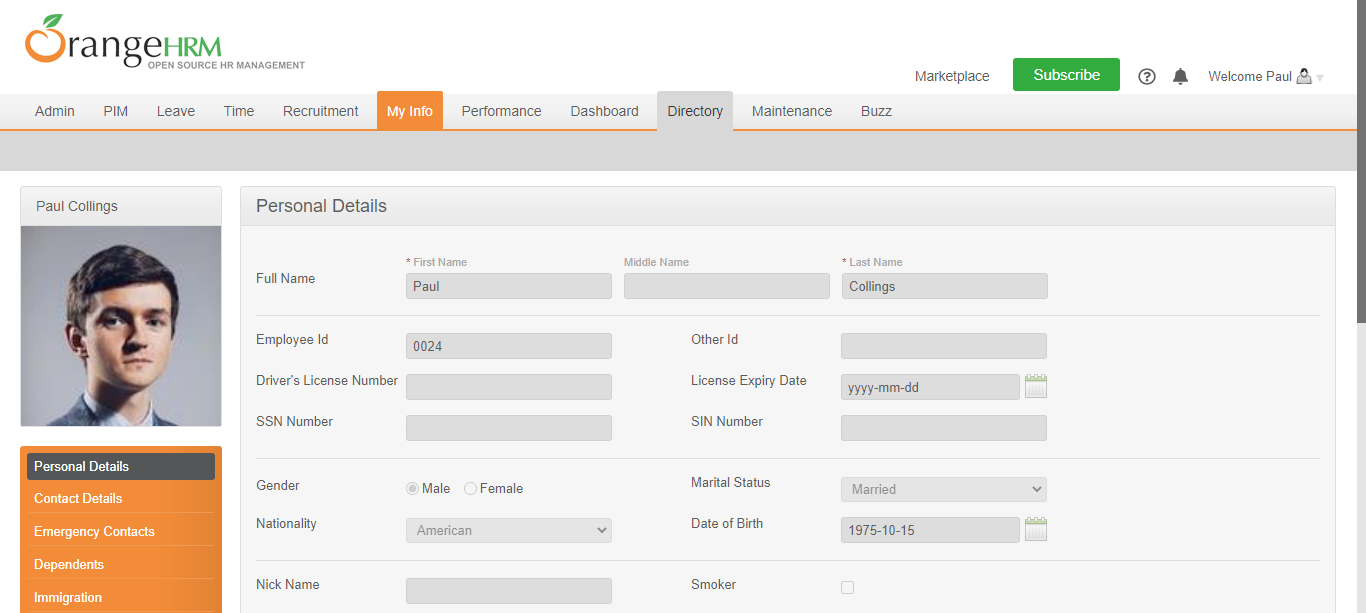 OrangeHRM
OPEN SOURCE HR MANAGEMENT
Marketplace Subscribe ? Welcome Paul
Admin PIM Leave Time Recruitment My Info Performance Dashboard Directory Maintenance Buzz
Paul Collings
Personal Details
Contact Details
Emergency Contacts
Dependents
Immigration
Personal Details
* First Name Middle Name * Last Name
Full Name Paul Collings
Employee Id 0024 Other Id
Driver's License Number License Expiry Date yyyy-mm-dd
SSN Number SIN Number
Gender Male Female Marital Status Married
Nationality American Date of Birth 1975-10-15
Nick Name Smoker